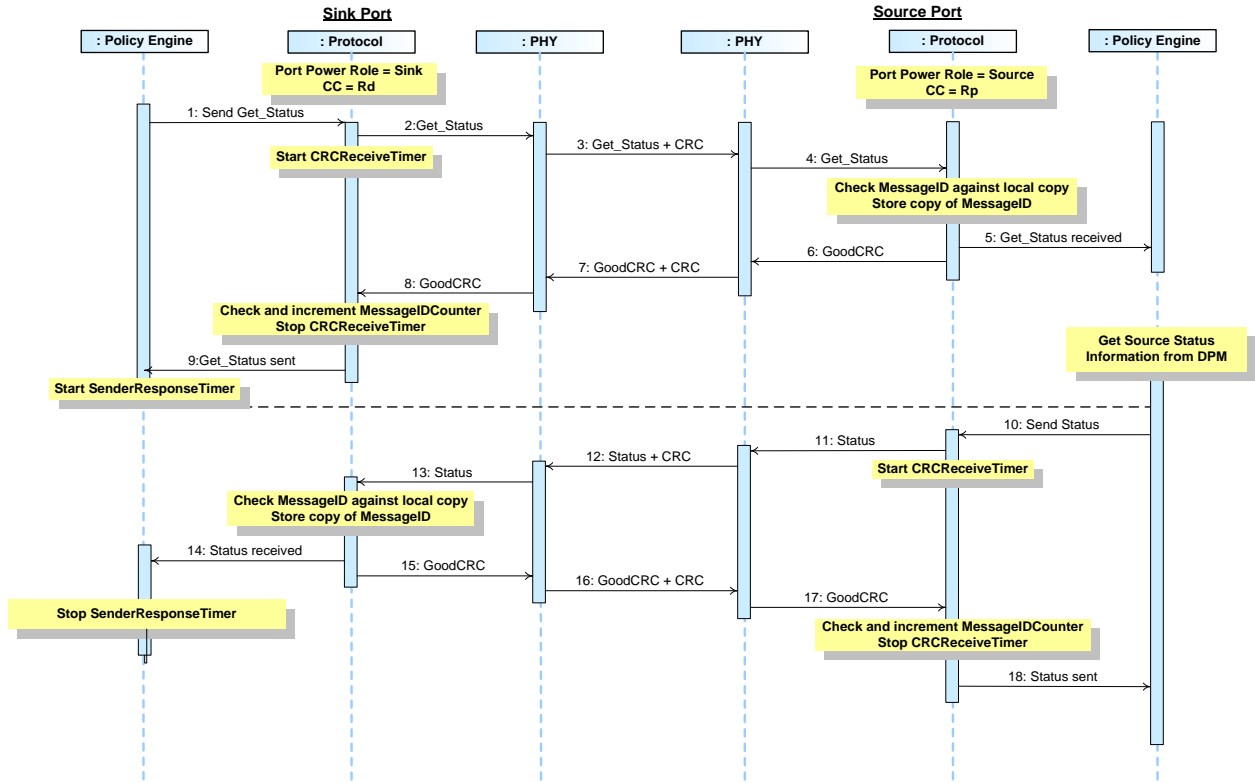 Sink Port
Source Port
: Policy Engine
: Protocol
: PHY
: PHY
: Protocol
: Policy Engine
Port Power Role = Sink
CC = Rd
Port Power Role = Source
CC = Rp
1: Send Get_Status
2:Get_Status
Start CRCReceiveTimer
3: Get_Status + CRC
4: Get_Status
Check MessageID against local copy
Store copy of MessageID
5: Get_Status received
6: GoodCRC
7: GoodCRC + CRC
8: GoodCRC
Check and increment MessageIDCounter
Stop CRCReceiveTimer
9:Get_Status sent
Start SenderResponseTimer
Get Source Status
Information from DPM
10: Send Status
11: Status
Start CRCReceiveTimer
12: Status + CRC
13: Status
Check MessageID against local copy
Store copy of MessageID
14: Status received
15: GoodCRC
16: GoodCRC + CRC
17: GoodCRC
Stop SenderResponseTimer
Check and increment MessageIDCounter
Stop CRCReceiveTimer
18: Status sent